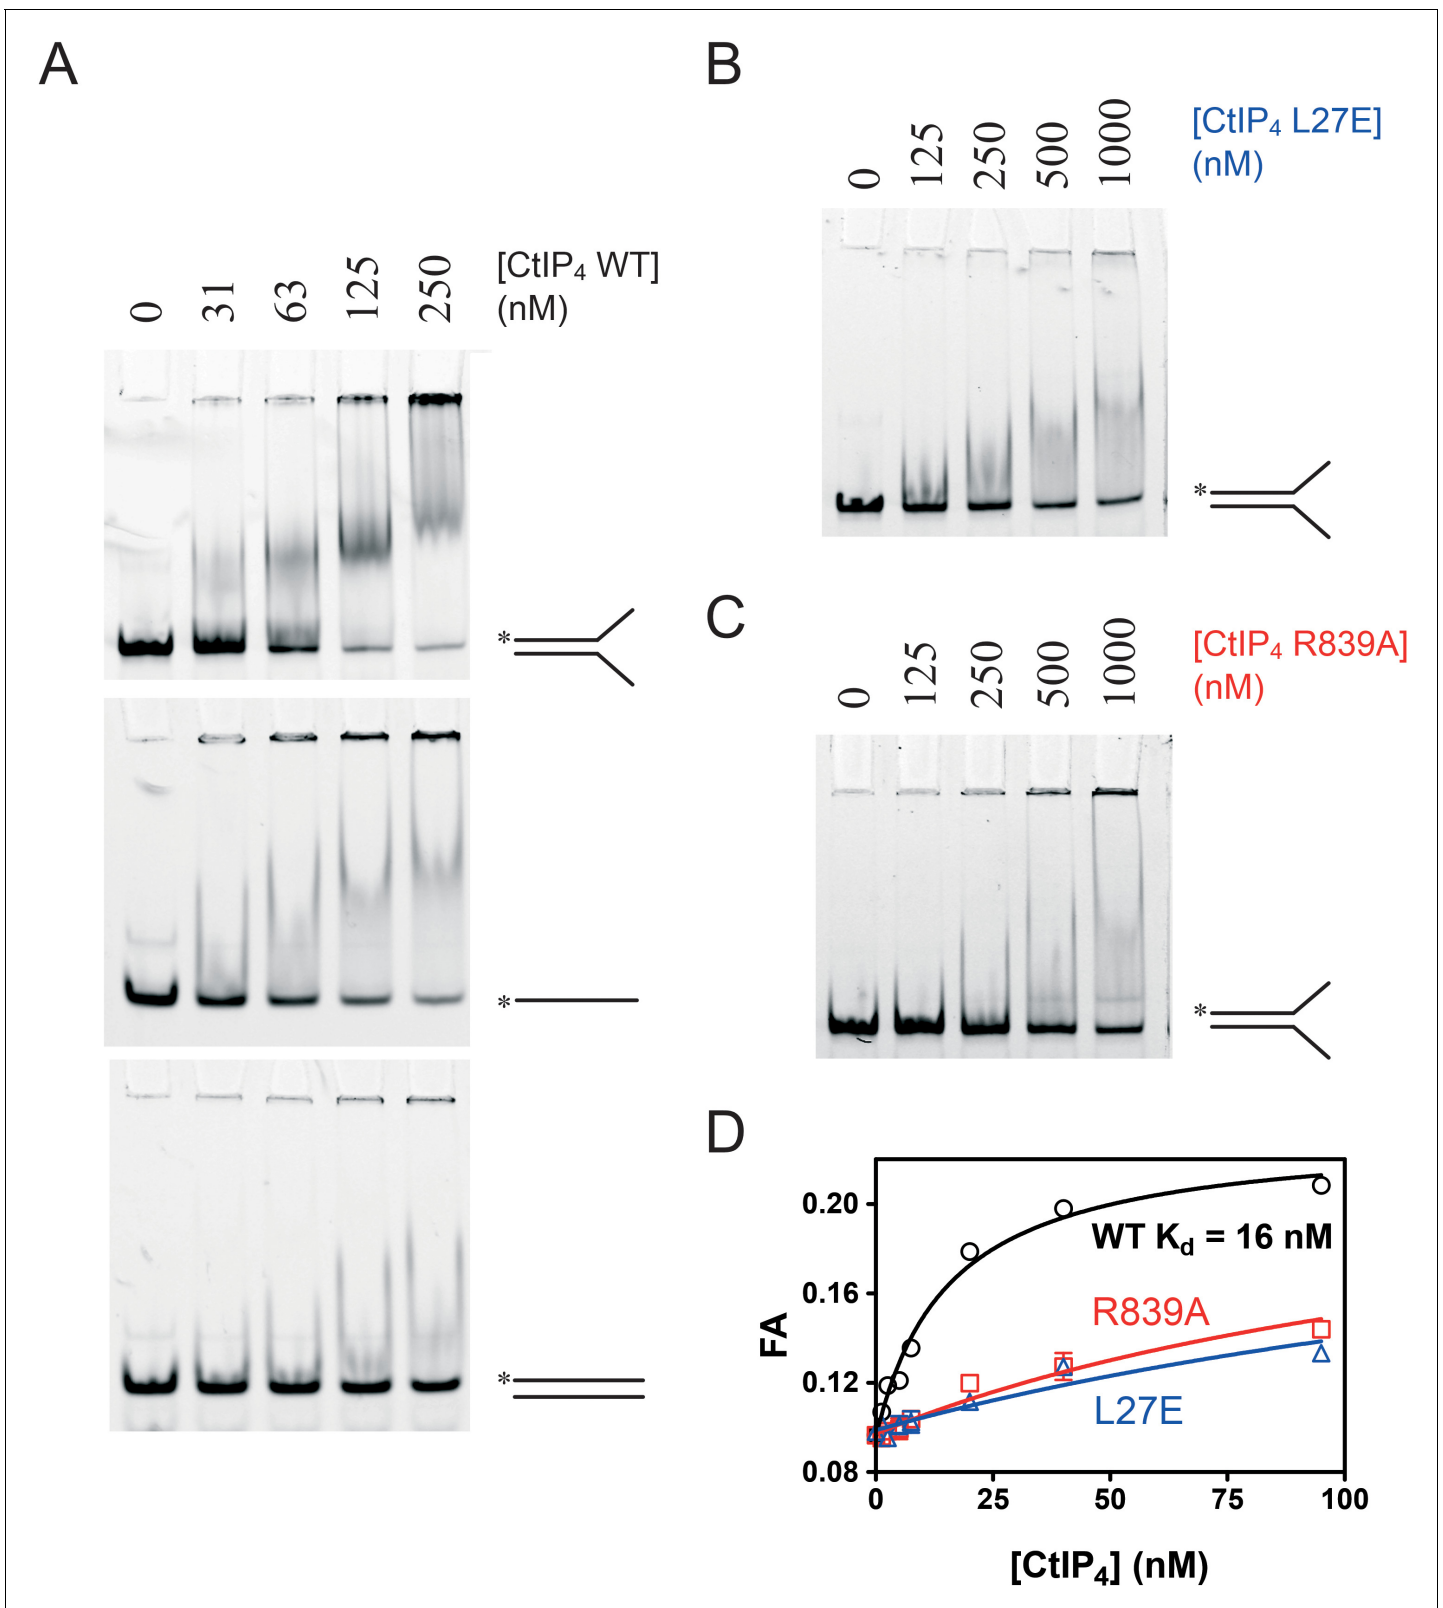 A
0 31 63 125 250
[CtIP₄ WT]
(nM)
*
*
*
B
0 125 250 500 1000
[CtIP₄ L27E]
(nM)
*
C
0 125 250 500 1000
[CtIP₄ R839A]
(nM)
*
D
FA
0.20
0.16
0.12
0.08
WT K_d = 16 nM
R839A
L27E
0 25 50 75 100
[CtIP₄] (nM)